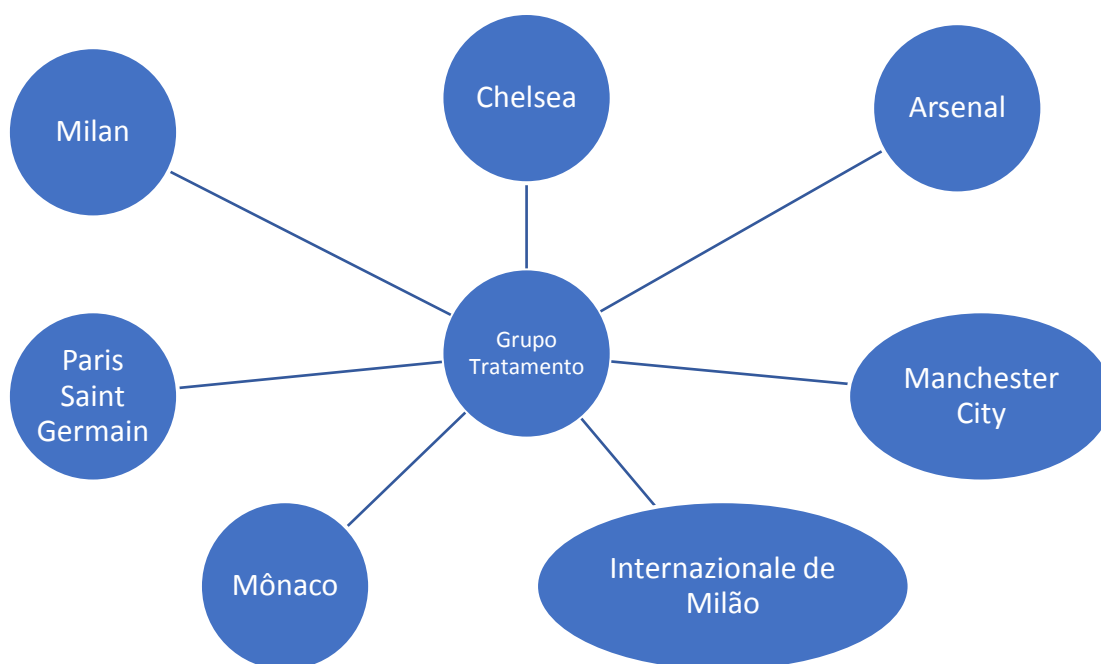 Chelsea
Arsenal
Milan
Grupo
Tratamento
Paris
Saint
Germain
Manchester
City
Mônaco
Internazionale de
Milão